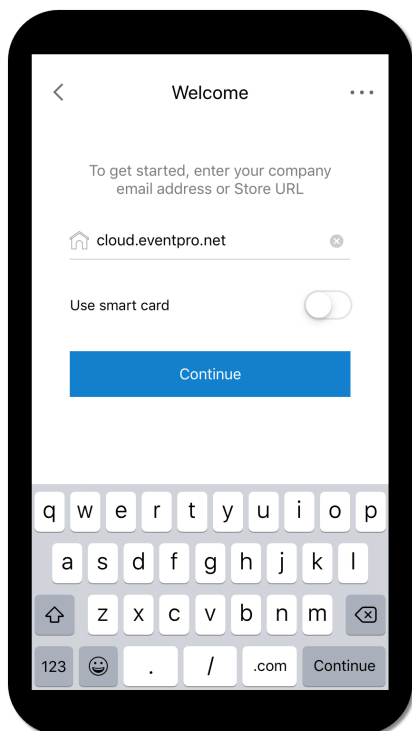 Welcome
To get started, enter your company
email address or Store URL
cloud.eventpro.net
Use smart card
Continue
q w e r t y u i o p
a s d f g h j k l
z x c v b n m
123 . / .com Continue